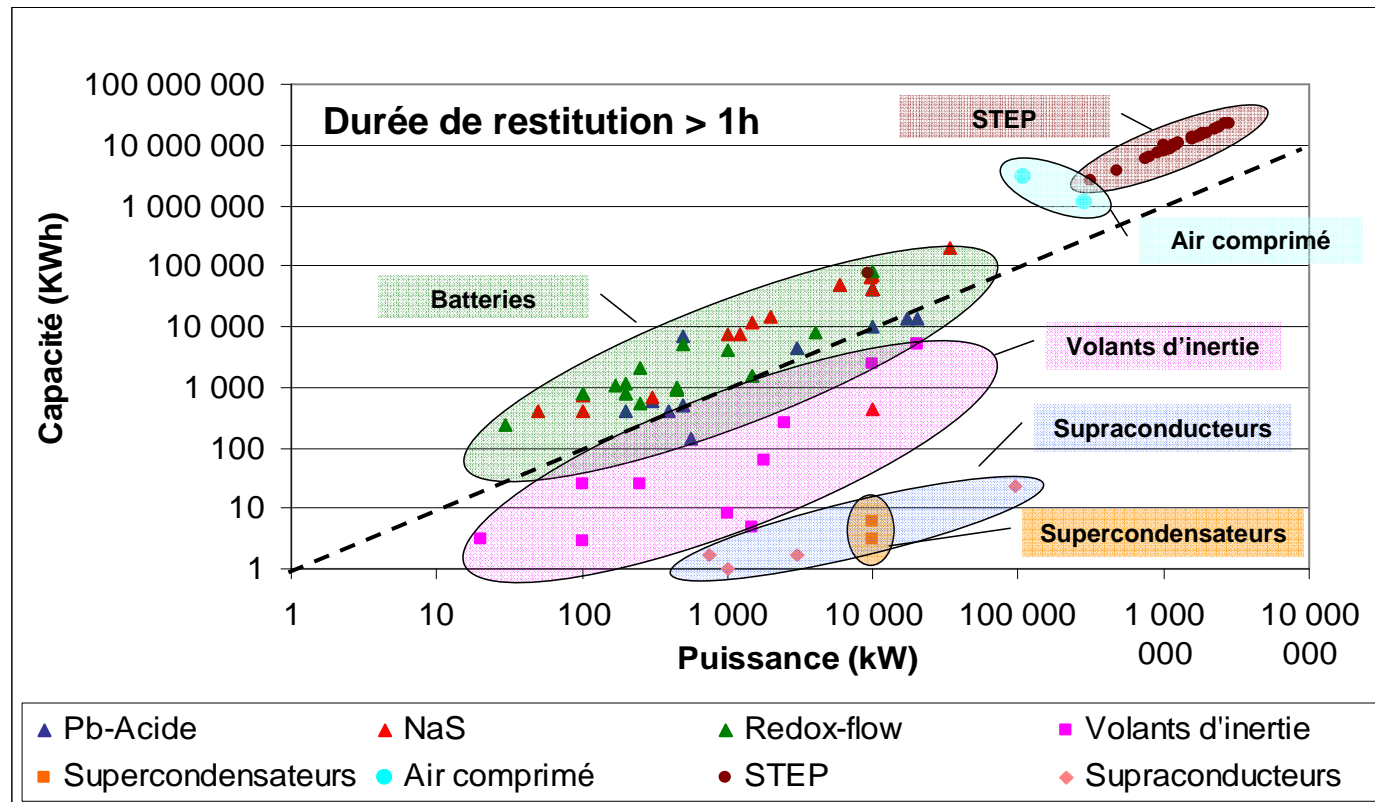 Durée de restitution > 1h
100 000 000
10 000 000
1 000 000
100 000
10 000
1 000
100
10
1
Capacité (KWh)
STEP
Air comprimé
Batteries
Volants d'inertie
Supraconducteurs
Supercondensateurs
1
10
100
1 000
10 000
100 000
1 000
000
10 000
000
Puissance (kW)
Pb-Acide
NaS
Redox-flow
Volants d'inertie
Supercondensateurs
Air comprimé
STEP
Supraconducteurs